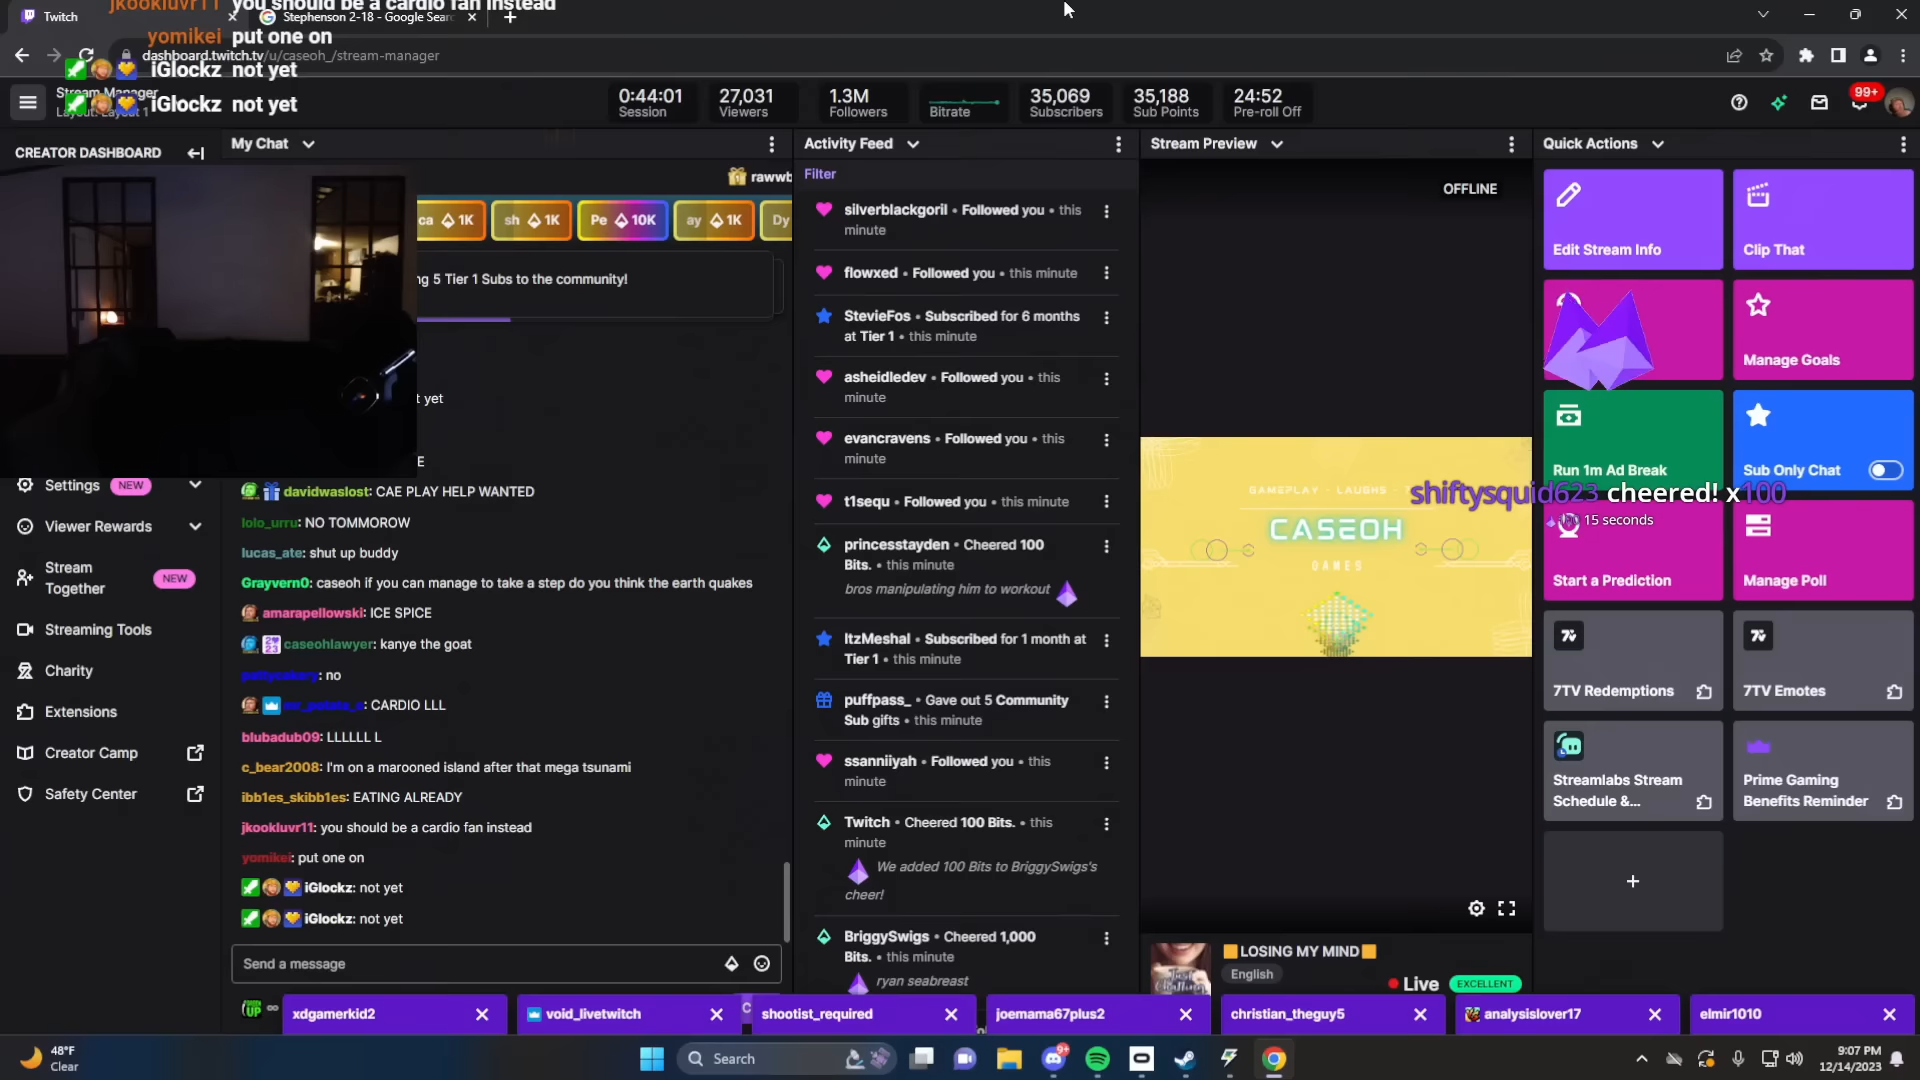 jkookluvr11 you should be a cardio fan instead
yomikei put one on
iGlockz not yet
iGlockz not yet
Twitch
Stephenson 2-18 - Google Sear
dashboard.twitch.tv/u/caseoh_/stream-manager
Stream Manager
Layout: Layout 1
0:44:01
Session
27,031
Viewers
1.3M
Followers
Bitrate
35,069
Subscribers
35,188
Sub Points
24:52
Pre-roll Off
99+
CREATOR DASHBOARD
Settings NEW
Viewer Rewards
Stream Together NEW
Streaming Tools
Charity
Extensions
Creator Camp
Safety Center
My Chat
rawwb
ca 1K
sh 1K
Pe 10K
ay 1K
Dy
ng 5 Tier 1 Subs to the community!
t yet
E
davidwaslost: CAE PLAY HELP WANTED
lolo_urru: NO TOMMOROW
lucas_ate: shut up buddy
Grayvern0: caseoh if you can manage to take a step do you think the earth quakes
amarapellowski: ICE SPICE
caseohlawyer: kanye the goat
: no
: CARDIO LLL
blubadub09: LLLLLL L
c_bear2008: I'm on a marooned island after that mega tsunami
ibb1es_skibb1es: EATING ALREADY
jkookluvr11: you should be a cardio fan instead
yomikei: put one on
iGlockz: not yet
iGlockz: not yet
Send a message
Activity Feed
Filter
silverblackgoril • Followed you • this
minute
flowxed • Followed you • this minute
StevieFos • Subscribed for 6 months
at Tier 1 • this minute
asheidledev • Followed you • this
minute
evancravens • Followed you • this
minute
t1sequ • Followed you • this minute
princesstayden • Cheered 100
Bits. • this minute
bros manipulating him to workout
ItzMeshal • Subscribed for 1 month at
Tier 1 • this minute
puffpass_ • Gave out 5 Community
Sub gifts • this minute
ssanniiyah • Followed you • this
minute
Twitch • Cheered 100 Bits. • this
minute
We added 100 Bits to BriggySwigs's
cheer!
BriggySwigs • Cheered 1,000
Bits. • this minute
ryan seabreast
Stream Preview
OFFLINE
GAMEPLAY - LAUGHS -
CASEOH
GAMES
🟧LOSING MY MIND🟧
English
Live
EXCELLENT
Quick Actions
Edit Stream Info
Clip That
Manage Goals
Run 1m Ad Break
Sub Only Chat
shiftysquid623 cheered! x100
15 seconds
Start a Prediction
Manage Poll
7TV Redemptions
7TV Emotes
Streamlabs Stream
Schedule &...
Prime Gaming
Benefits Reminder
+
UP
xdgamerkid2
void_livetwitch
shootist_required
joemama67plus2
christian_theguy5
analysislover17
elmir1010
48°F
Clear
Search
9+
9:07 PM
12/14/2023